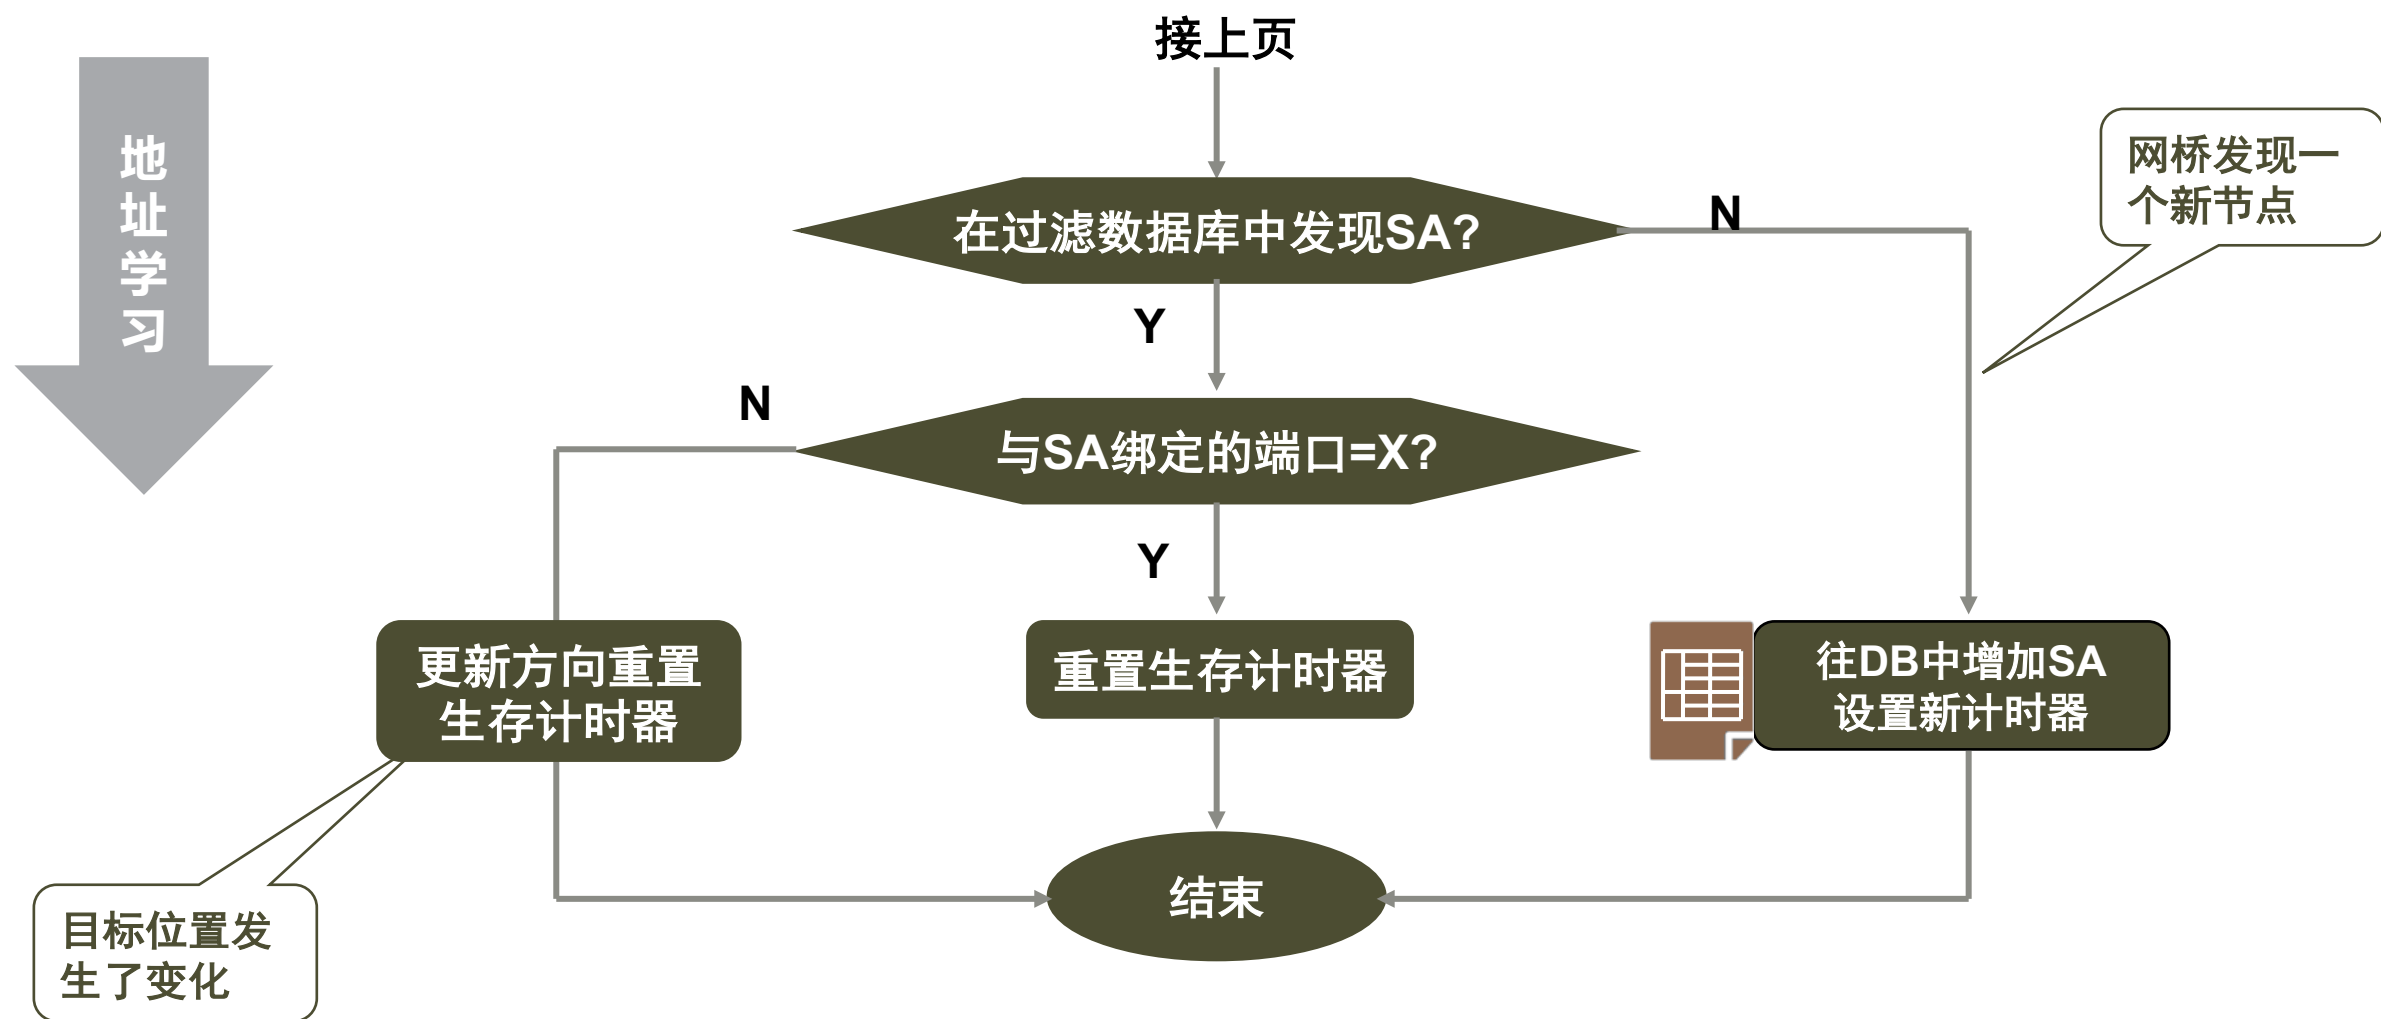 接上页
地
址
学
习
网桥发现一
个新节点
在过滤数据库中发现SA?
N
Y
N
与SA绑定的端口=X?
Y
更新方向重置
生存计时器
重置生存计时器
往DB中增加SA
设置新计时器
结束
目标位置发
生了变化